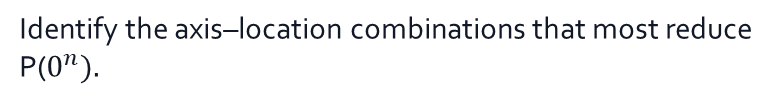 Identify the axis–location combinations that most reduce
P(0ⁿ).